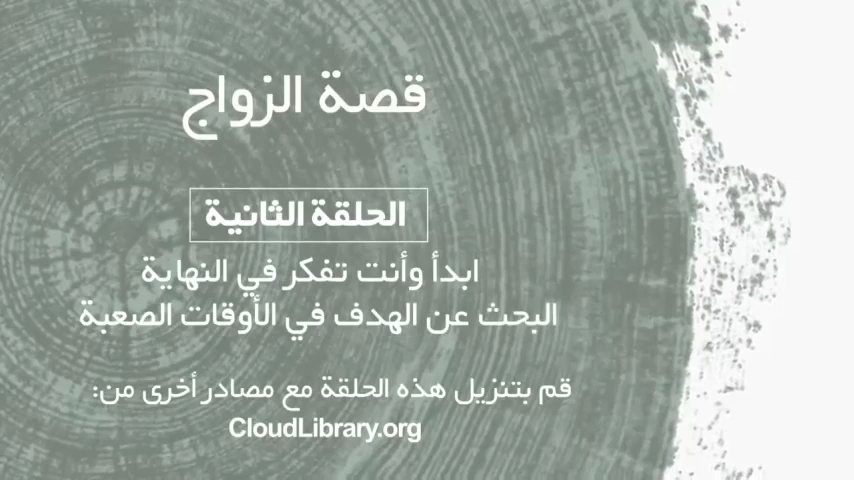 قصة الزواج
الحلقة الثانية
ابدأ وأنت تفكر في النهاية
البحث عن الهدف في الأوقات الصعبة
قم بتنزيل هذه الحلقة مع مصادر أخرى من:
CloudLibrary.org